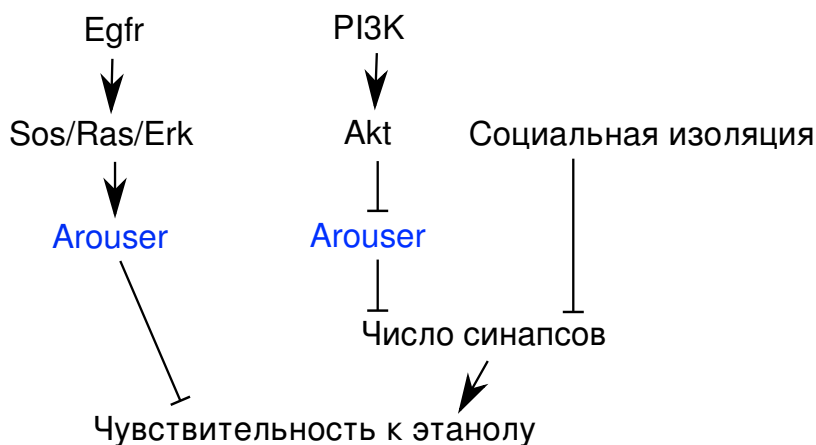 Egfr
PI3K
Sos/Ras/Erk
Akt
Социальная изоляция
Arouser
Arouser
Число синапсов
Чувствительность к этанолу